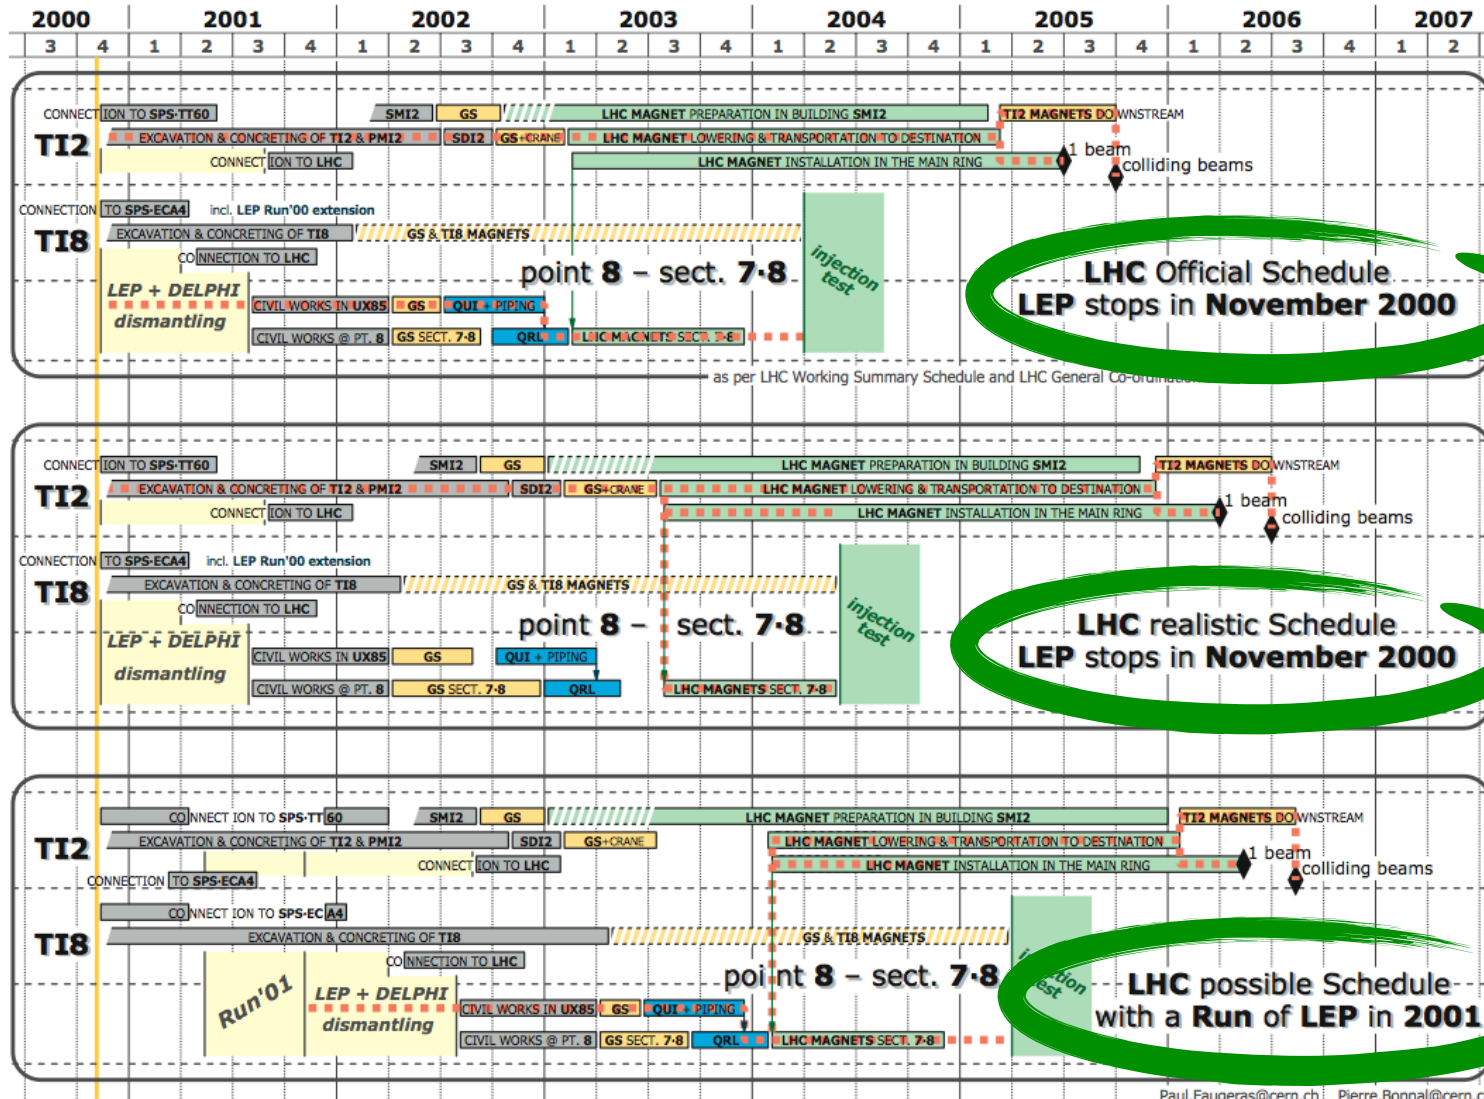 2000 2001 2002 2003 2004 2005 2006 2007
3 4 1 2 3 4 1 2 3 4 1 2 3 4 1 2 3 4 1 2 3 4 1 2 3 4 1 2
CONNECTION TO SPS·TT60 SMI2 GS LHC MAGNET PREPARATION IN BUILDING SMI2 TI2 MAGNETS DOWNSTREAM
TI2 EXCAVATION & CONCRETING OF TI2 & PMI2 SDI2 GS+CRANE LHC MAGNET LOWERING & TRANSPORTATION TO DESTINATION
CONNECTION TO LHC LHC MAGNET INSTALLATION IN THE MAIN RING 1 beam
colliding beams
CONNECTION TO SPS·ECA4 incl. LEP Run'00 extension
TI8 EXCAVATION & CONCRETING OF TI8 GS & TI8 MAGNETS
CONNECTION TO LHC
point 8 – sect. 7·8
injection
test
LHC Official Schedule
LEP stops in November 2000
LEP + DELPHI
dismantling
CIVIL WORKS IN UX85 GS QUI + PIPING
CIVIL WORKS @ PT. 8 GS SECT. 7·8 QRL LHC MAGNETS SECT. 7·8
as per LHC Working Summary Schedule and LHC General
CONNECTION TO SPS·TT60 SMI2 GS LHC MAGNET PREPARATION IN BUILDING SMI2 TI2 MAGNETS DOWNSTREAM
TI2 EXCAVATION & CONCRETING OF TI2 & PMI2 SDI2 GS+CRANE LHC MAGNET LOWERING & TRANSPORTATION TO DESTINATION
CONNECTION TO LHC LHC MAGNET INSTALLATION IN THE MAIN RING 1 beam
colliding beams
CONNECTION TO SPS·ECA4 incl. LEP Run'00 extension
TI8 EXCAVATION & CONCRETING OF TI8 GS & TI8 MAGNETS
CONNECTION TO LHC
point 8 – sect. 7·8
injection
test
LHC realistic Schedule
LEP stops in November 2000
LEP + DELPHI
dismantling
CIVIL WORKS IN UX85 GS QUI + PIPING
CIVIL WORKS @ PT. 8 GS SECT. 7·8 QRL LHC MAGNETS SECT. 7·8
CONNECTION TO SPS·TT60 SMI2 GS LHC MAGNET PREPARATION IN BUILDING SMI2 TI2 MAGNETS DOWNSTREAM
TI2 EXCAVATION & CONCRETING OF TI2 & PMI2 SDI2 GS+CRANE LHC MAGNET LOWERING & TRANSPORTATION TO DESTINATION
CONNECTION TO LHC LHC MAGNET INSTALLATION IN THE MAIN RING 1 beam
colliding beams
CONNECTION TO SPS·ECA4
CONNECTION TO SPS·ECA4
TI8 EXCAVATION & CONCRETING OF TI8 GS & TI8 MAGNETS
CONNECTION TO LHC
point 8 – sect. 7·8
injection
test
LHC possible Schedule
with a Run of LEP in 2001
Run'01
LEP + DELPHI
dismantling
CIVIL WORKS IN UX85 GS QUI + PIPING
CIVIL WORKS @ PT. 8 GS SECT. 7·8 QRL LHC MAGNETS SECT. 7·8
Paul.Faugeras@cern.ch Pierre.Bonnal@cern.c